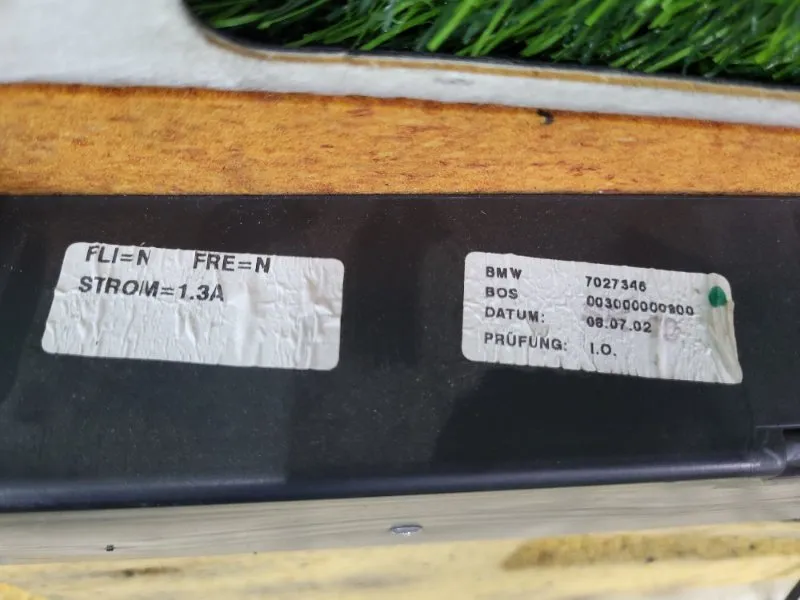 FLI=N FRE=N
STROM=1.3A
BMW 7027346
BOS 003000000900
DATUM: 08.07.02
PRÜFUNG: I.O.